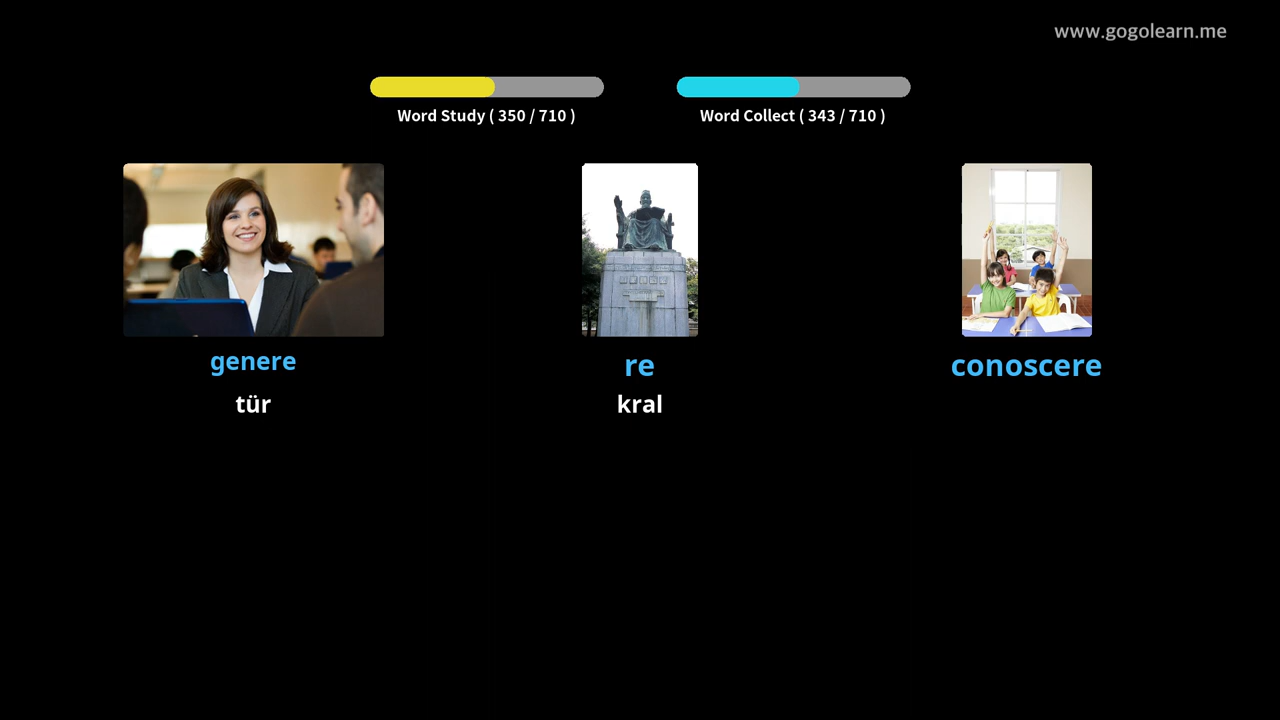 www.gogolearn.me
Word Study ( 350 / 710 )
Word Collect ( 343 / 710 )
genere
tür
re
kral
conoscere